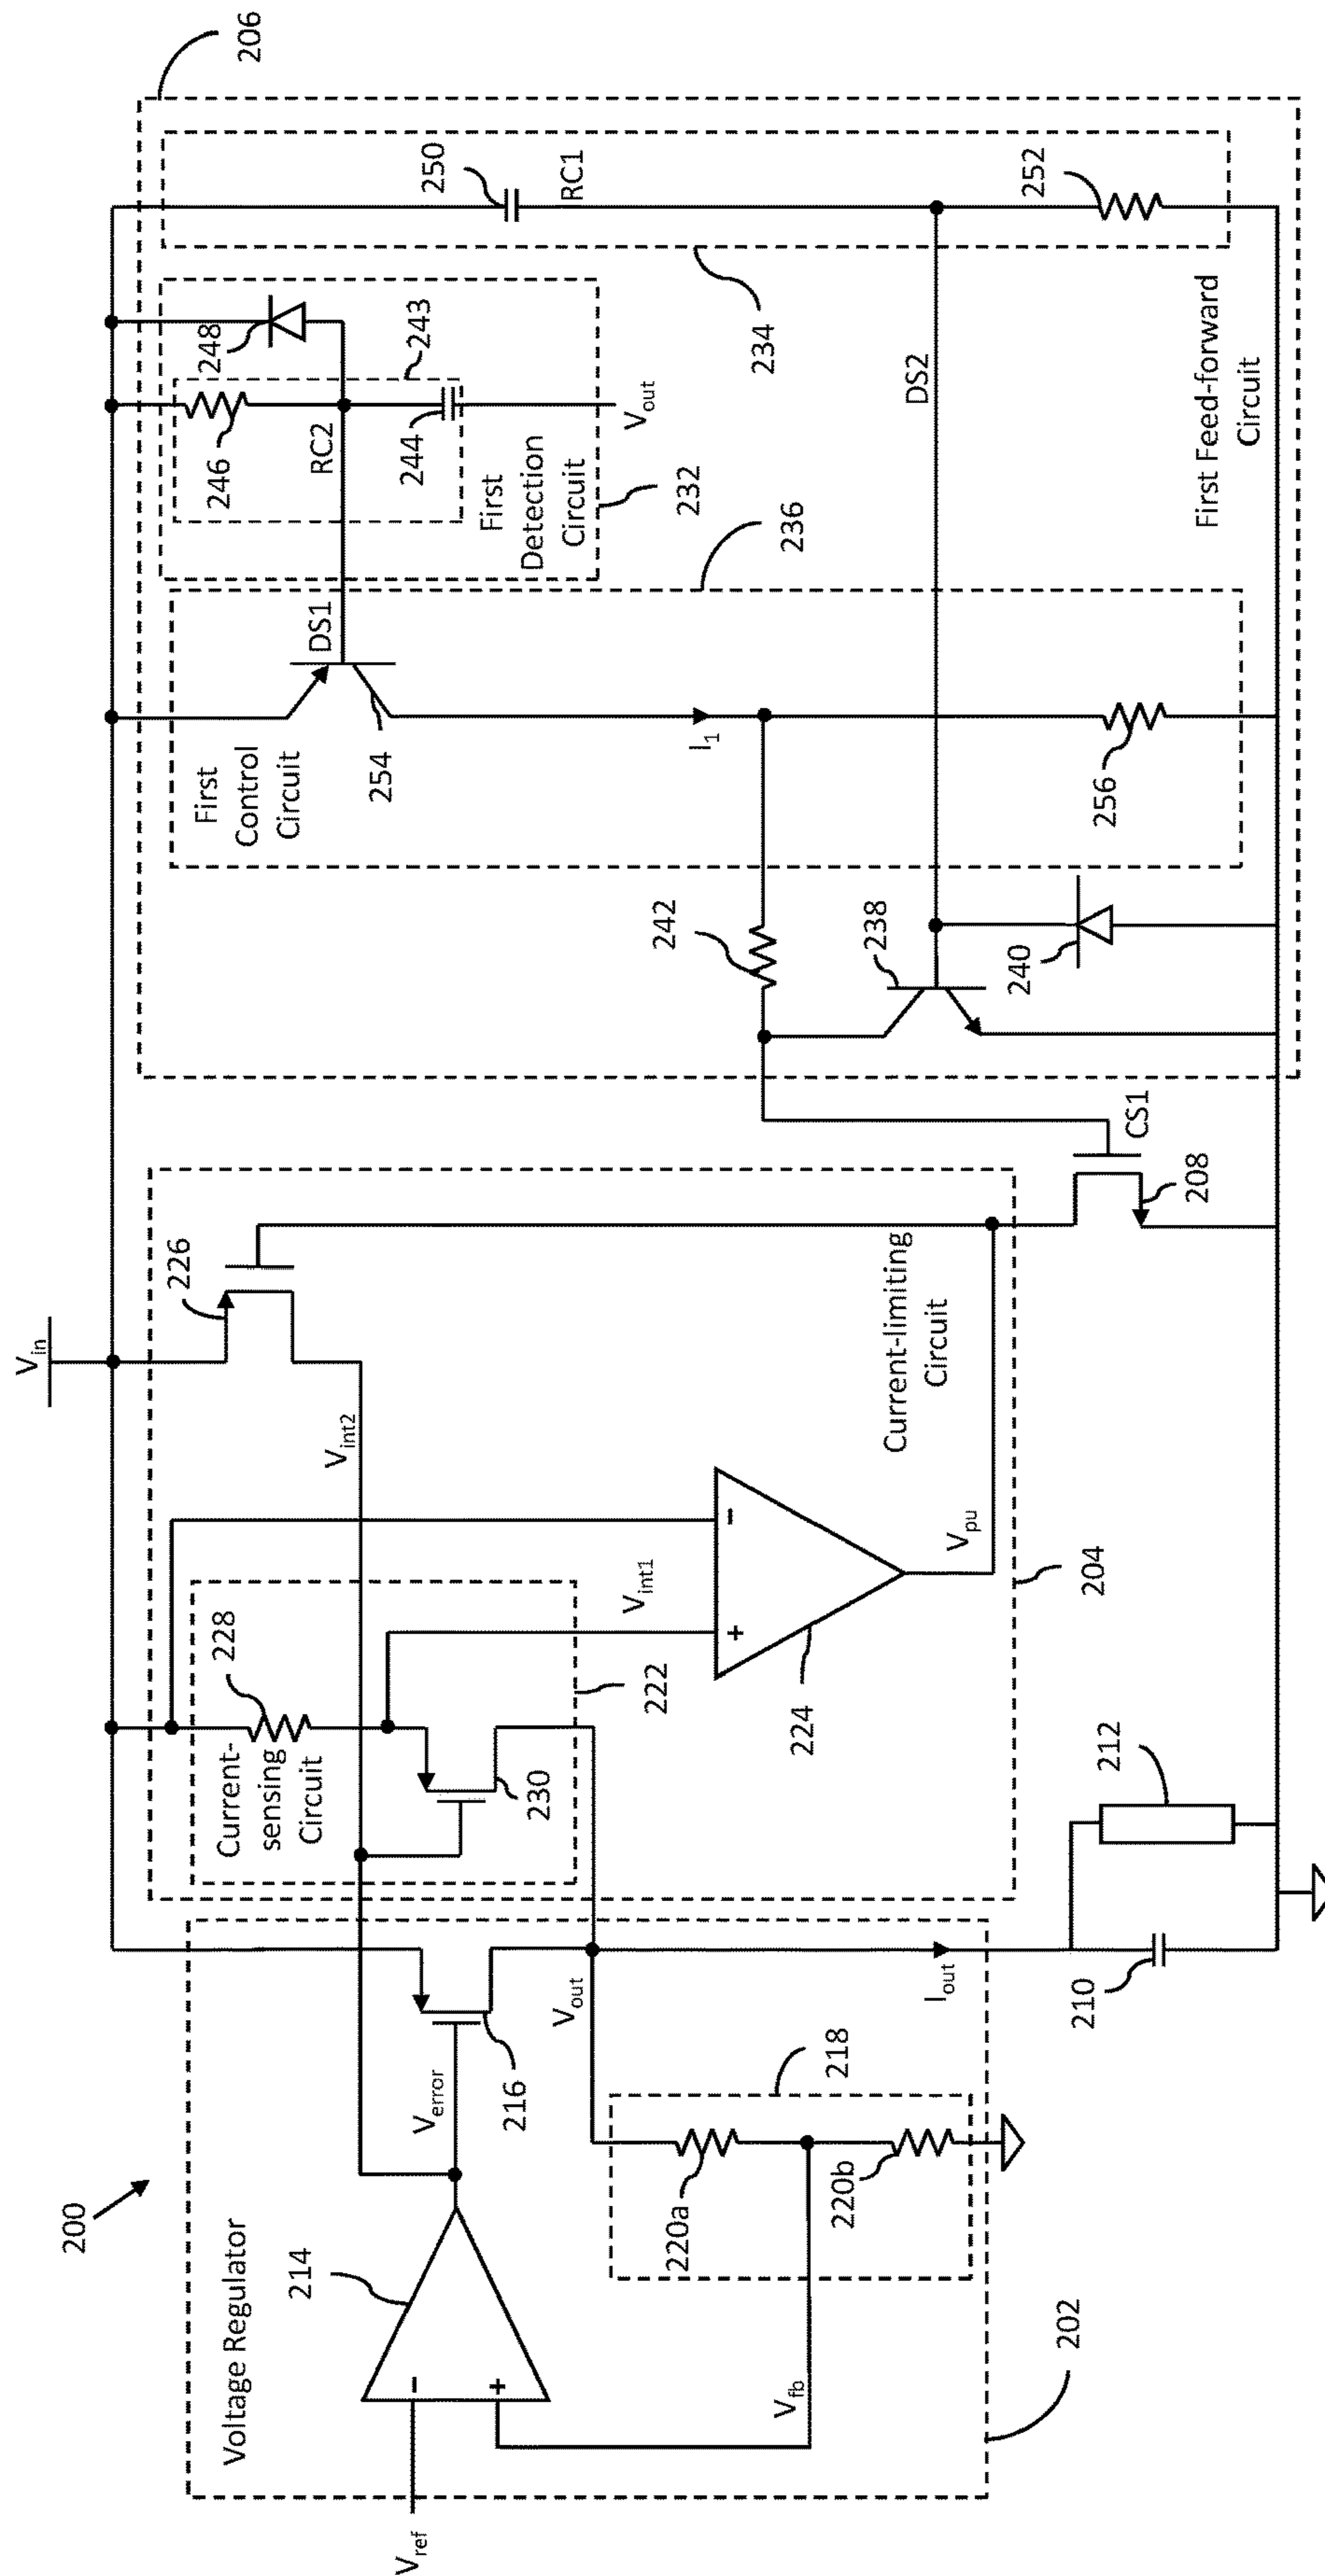 200
V_ref
Voltage Regulator
214
−
+
V_fb
V_error
216
V_out
I_out
218
220a
220b
202
210
212
V_in
Current-
sensing
Circuit
228
230
222
V_int1
V_int2
+
−
224
V_pu
226
Current-limiting
Circuit
204
208
CS1
206
First
Control
Circuit
254
DS1
I_1
256
236
242
238
240
DS2
First
Detection
Circuit
232
246
RC2
244
V_out
248
243
234
250
RC1
252
First Feed-forward
Circuit